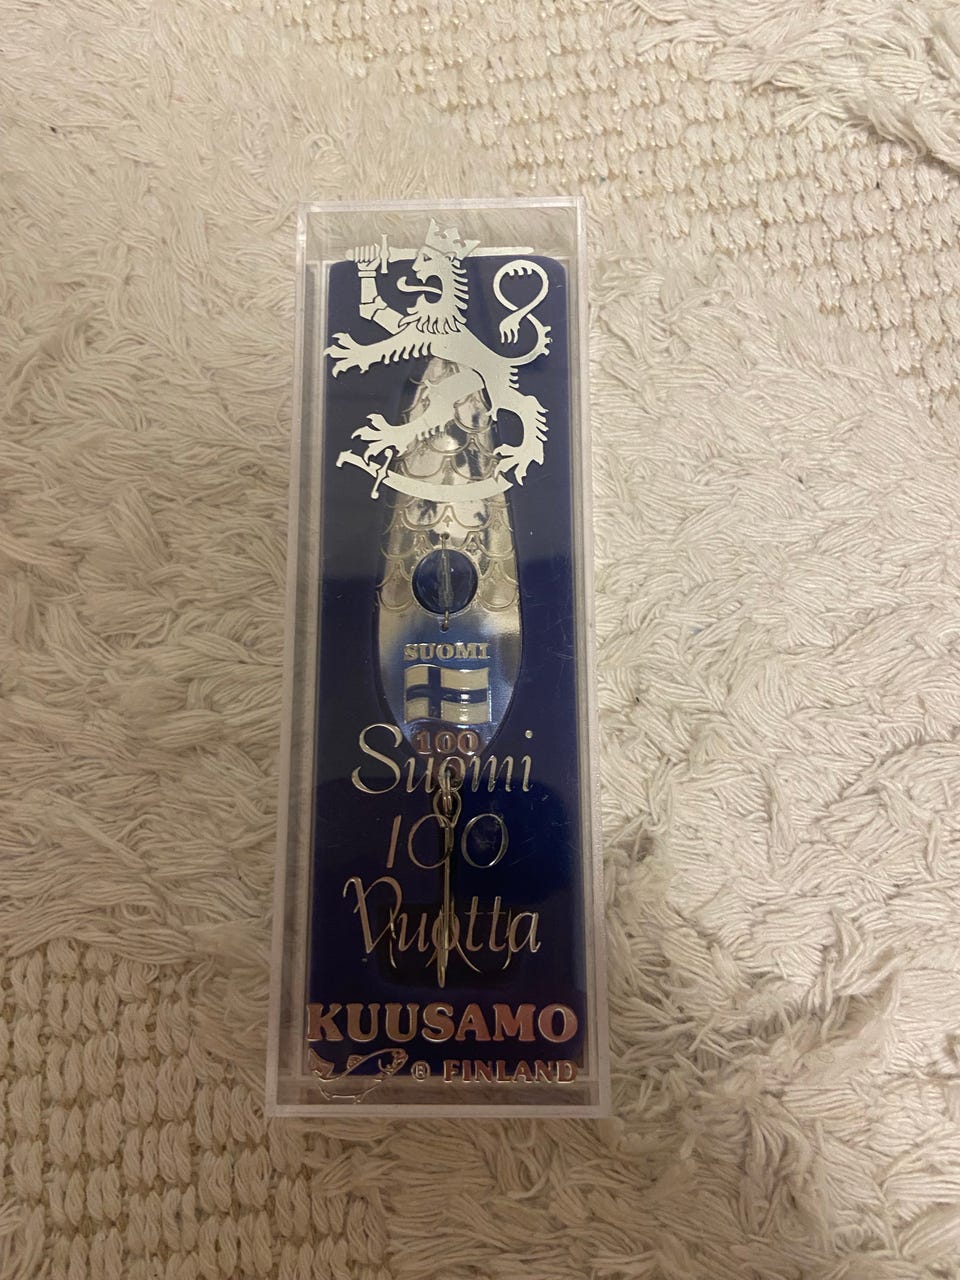 SUOMI
100
Suomi
100
Vuotta
KUUSAMO
® FINLAND